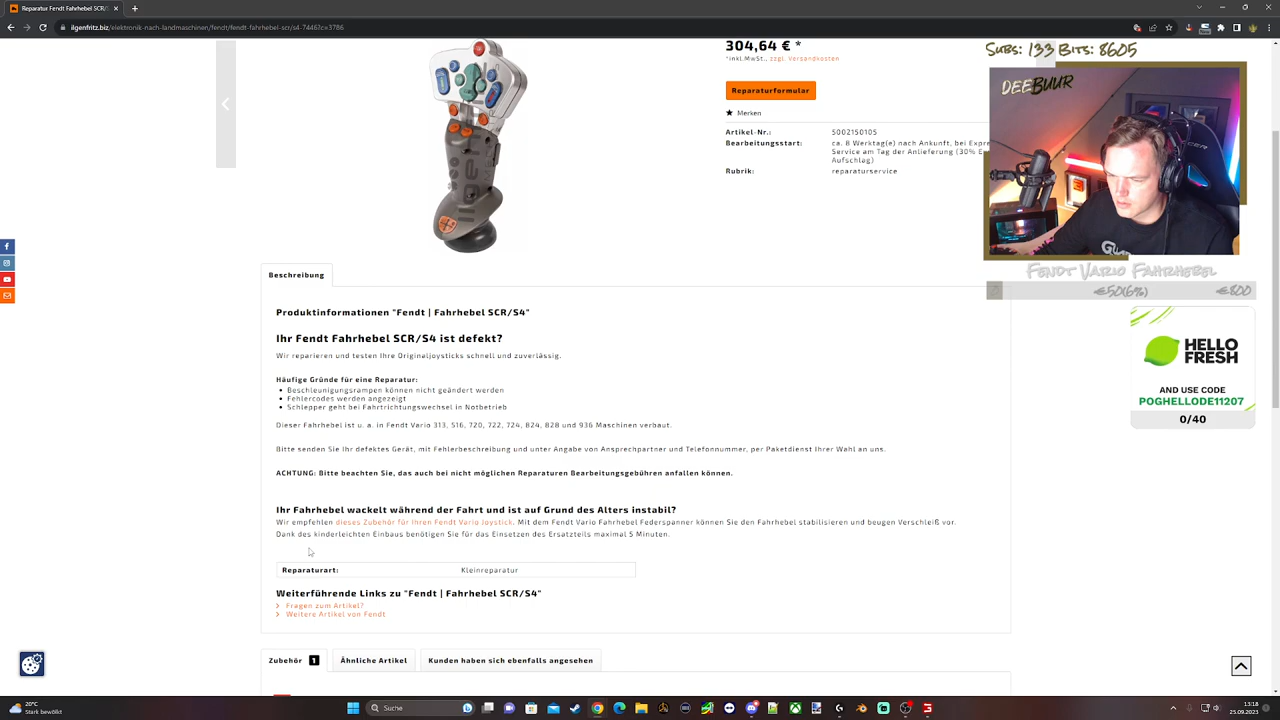 Reparatur Fendt Fahrhebel SCR/S
ilgenfritz.biz/elektronik-nach-landmaschinen/fendt/fendt-fahrhebel-scr/s4-7446?c=3786
Subs: 133 Bits: 8605
304,64 € *
*inkl.MwSt., zzgl. Versandkosten
Reparaturformular
Merken
Artikel-Nr.: 5002150105
Bearbeitungsstart: ca. 8 Werktag(e) nach Ankunft, bei Expre
Service am Tag der Anlieferung (30%
Aufschlag)
Rubrik: reparaturservice
DEEBUUR
Fendt Vario Fahrhebel
€50(6%) €800
HELLO
FRESH
AND USE CODE
POGHELLODE11207
0/40
Beschreibung
Produktinformationen "Fendt | Fahrhebel SCR/S4"
Ihr Fendt Fahrhebel SCR/S4 ist defekt?
Wir reparieren und testen Ihre Originaljoysticks schnell und zuverlässig.
Häufige Gründe für eine Reparatur:
Beschleunigungsrampen können nicht geändert werden
Fehlercodes werden angezeigt
Schlepper geht bei Fahrtrichtungswechsel in Notbetrieb
Dieser Fahrhebel ist u. a. in Fendt Vario 313, 516, 720, 722, 724, 824, 828 und 936 Maschinen verbaut.
Bitte senden Sie Ihr defektes Gerät, mit Fehlerbeschreibung und unter Angabe von Ansprechpartner und Telefonnummer, per Paketdienst Ihrer Wahl an uns.
ACHTUNG: Bitte beachten Sie, das auch bei nicht möglichen Reparaturen Bearbeitungsgebühren anfallen können.
Ihr Fahrhebel wackelt während der Fahrt und ist auf Grund des Alters instabil?
Wir empfehlen dieses Zubehör für Ihren Fendt Vario Joystick. Mit dem Fendt Vario Fahrhebel Federspanner können Sie den Fahrhebel stabilisieren und beugen Verschleiß vor.
Dank des kinderleichten Einbaus benötigen Sie für das Einsetzen des Ersatzteils maximal 5 Minuten.
Reparaturart: Kleinreparatur
Weiterführende Links zu "Fendt | Fahrhebel SCR/S4"
Fragen zum Artikel?
Weitere Artikel von Fendt
Zubehör 1 Ähnliche Artikel Kunden haben sich ebenfalls angesehen
20°C
Stark bewölkt
Suche
13:18
25.09.2023